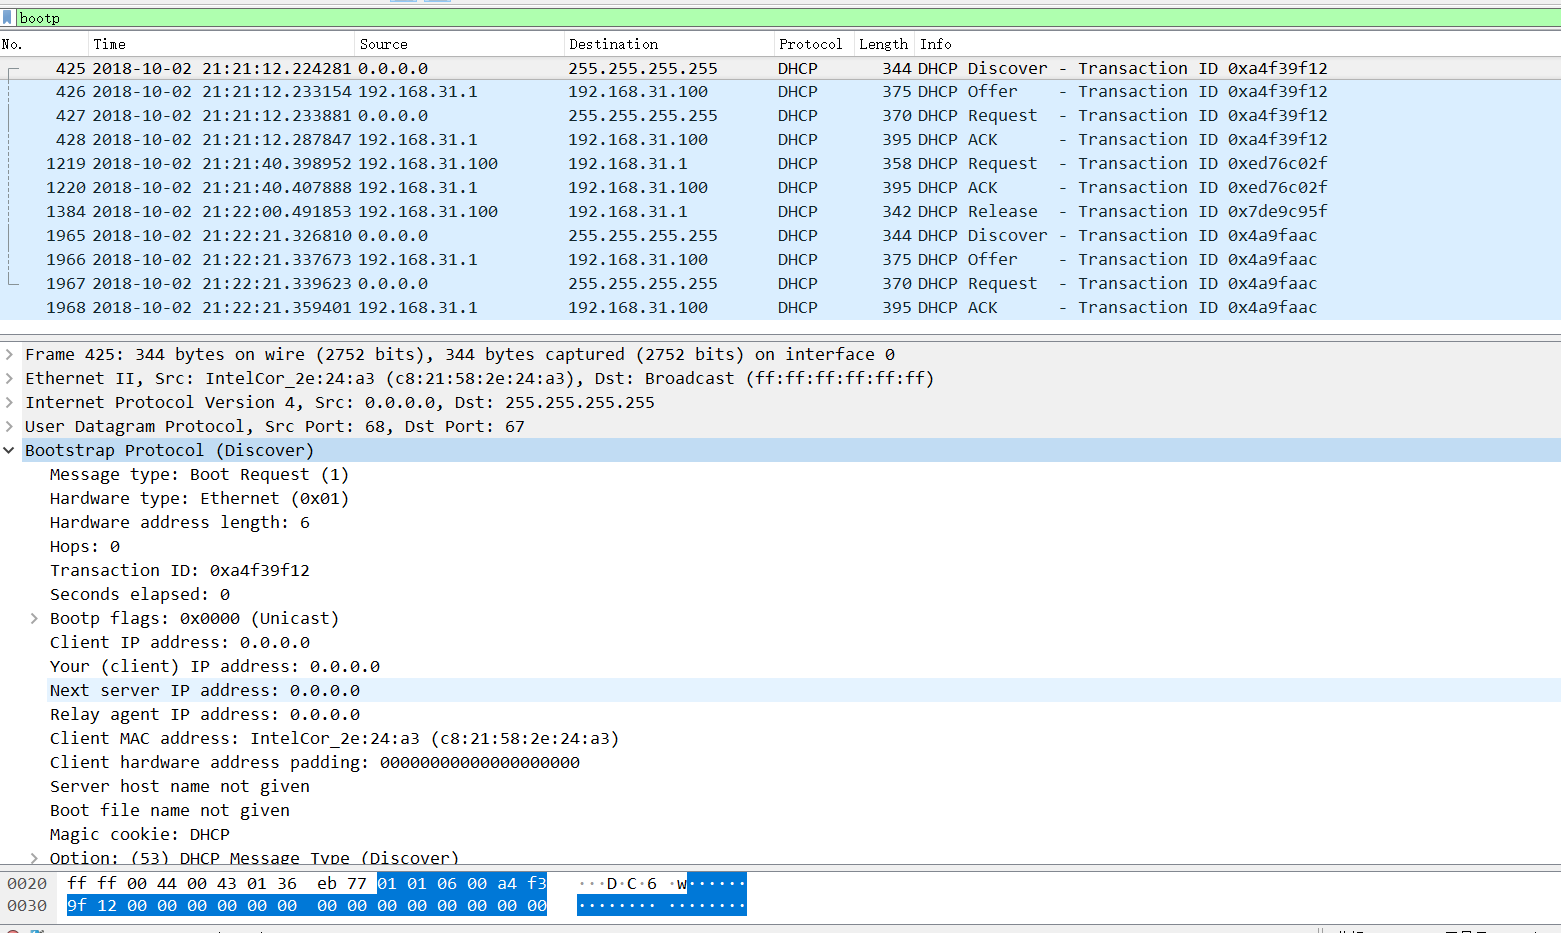 bootp
No. Time Source Destination Protocol Length Info
425 2018-10-02 21:21:12.224281 0.0.0.0 255.255.255.255 DHCP 344 DHCP Discover - Transaction ID 0xa4f39f12
426 2018-10-02 21:21:12.233154 192.168.31.1 192.168.31.100 DHCP 375 DHCP Offer - Transaction ID 0xa4f39f12
427 2018-10-02 21:21:12.233881 0.0.0.0 255.255.255.255 DHCP 370 DHCP Request - Transaction ID 0xa4f39f12
428 2018-10-02 21:21:12.287847 192.168.31.1 192.168.31.100 DHCP 395 DHCP ACK - Transaction ID 0xa4f39f12
1219 2018-10-02 21:21:40.398952 192.168.31.100 192.168.31.1 DHCP 358 DHCP Request - Transaction ID 0xed76c02f
1220 2018-10-02 21:21:40.407888 192.168.31.1 192.168.31.100 DHCP 395 DHCP ACK - Transaction ID 0xed76c02f
1384 2018-10-02 21:22:00.491853 192.168.31.100 192.168.31.1 DHCP 342 DHCP Release - Transaction ID 0x7de9c95f
1965 2018-10-02 21:22:21.326810 0.0.0.0 255.255.255.255 DHCP 344 DHCP Discover - Transaction ID 0x4a9faac
1966 2018-10-02 21:22:21.337673 192.168.31.1 192.168.31.100 DHCP 375 DHCP Offer - Transaction ID 0x4a9faac
1967 2018-10-02 21:22:21.339623 0.0.0.0 255.255.255.255 DHCP 370 DHCP Request - Transaction ID 0x4a9faac
1968 2018-10-02 21:22:21.359401 192.168.31.1 192.168.31.100 DHCP 395 DHCP ACK - Transaction ID 0x4a9faac
Frame 425: 344 bytes on wire (2752 bits), 344 bytes captured (2752 bits) on interface 0
Ethernet II, Src: IntelCor_2e:24:a3 (c8:21:58:2e:24:a3), Dst: Broadcast (ff:ff:ff:ff:ff:ff)
Internet Protocol Version 4, Src: 0.0.0.0, Dst: 255.255.255.255
User Datagram Protocol, Src Port: 68, Dst Port: 67
Bootstrap Protocol (Discover)
Message type: Boot Request (1)
Hardware type: Ethernet (0x01)
Hardware address length: 6
Hops: 0
Transaction ID: 0xa4f39f12
Seconds elapsed: 0
Bootp flags: 0x0000 (Unicast)
Client IP address: 0.0.0.0
Your (client) IP address: 0.0.0.0
Next server IP address: 0.0.0.0
Relay agent IP address: 0.0.0.0
Client MAC address: IntelCor_2e:24:a3 (c8:21:58:2e:24:a3)
Client hardware address padding: 00000000000000000000
Server host name not given
Boot file name not given
Magic cookie: DHCP
Option: (53) DHCP Message Type (Discover)
0020 ff ff 00 44 00 43 01 36 eb 77 01 01 06 00 a4 f3 ···D·C·6 ·w······
0030 9f 12 00 00 00 00 00 00 00 00 00 00 00 00 00 00 ········ ········